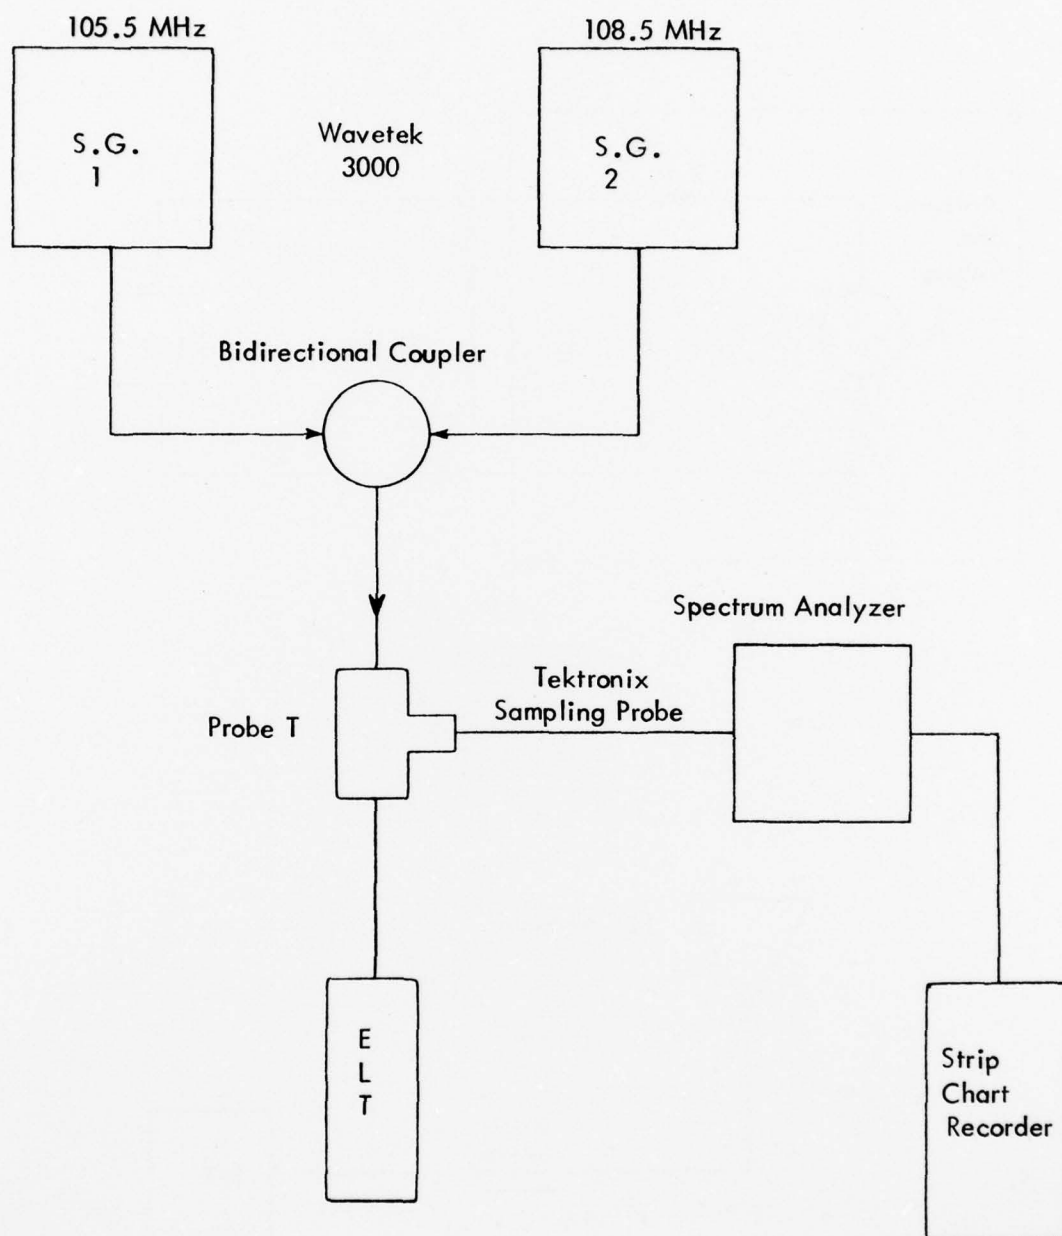 105.5 MHz
108.5 MHz
S.G.
1
Wavetek
3000
S.G.
2
Bidirectional Coupler
Spectrum Analyzer
Tektronix
Sampling Probe
Probe T
E
L
T
Strip
Chart
Recorder